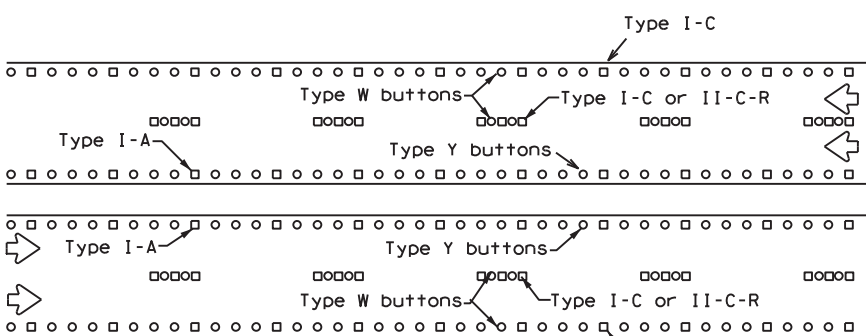 Type I-C
Type W buttons
Type I-C or II-C-R
Type I-A
Type Y buttons
Type I-A
Type Y buttons
Type W buttons
Type I-C or II-C-R